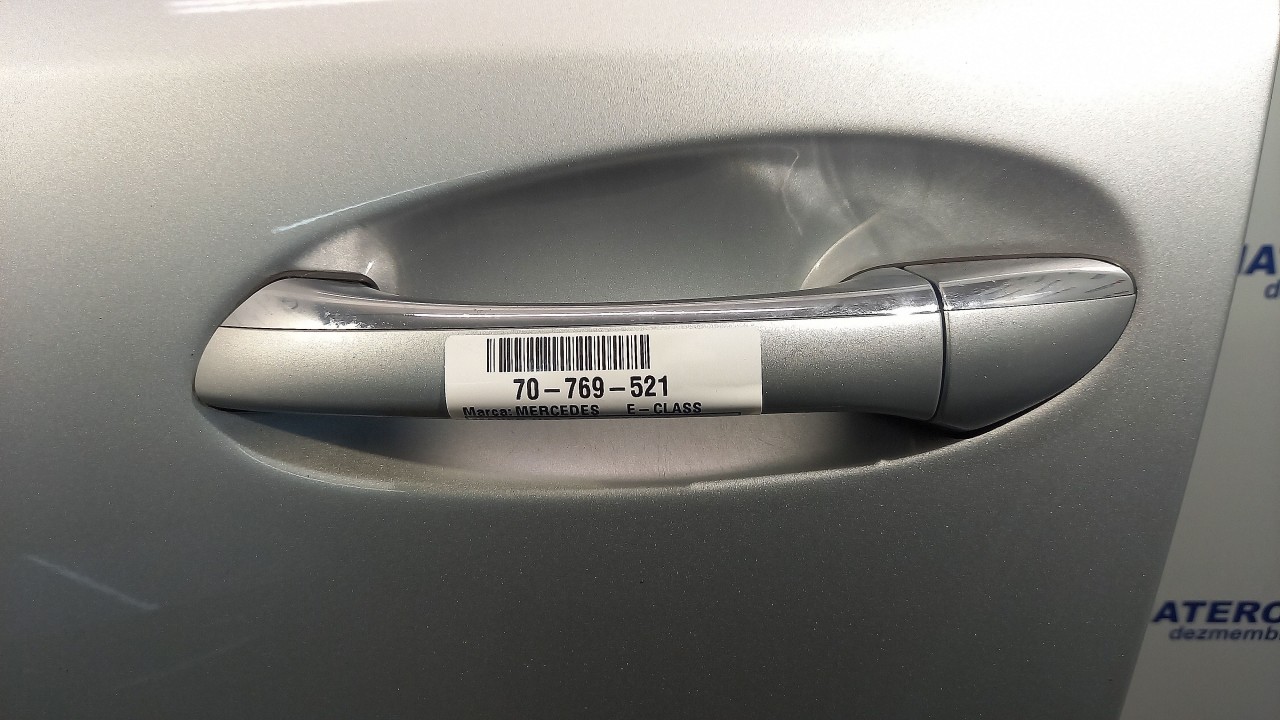 70-769-521
Marca: MERCEDES E-CLASS
ATERO
dezmemb